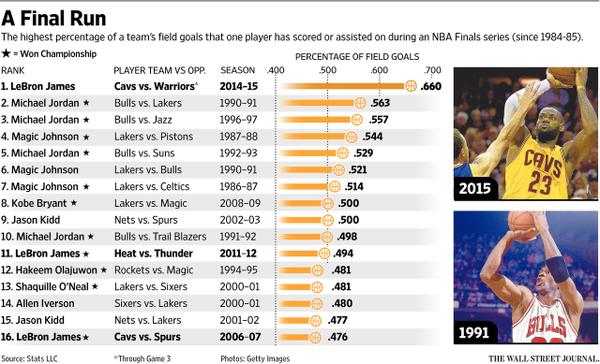 A Final Run
The highest percentage of a team's field goals that one player has scored or assisted on during an NBA Finals series (since 1984-85).
★ = Won Championship
PERCENTAGE OF FIELD GOALS
RANK PLAYER TEAM VS OPP. SEASON .400 .500 .600 .700
1. LeBron James Cavs vs. Warriors* 2014–15 .660
2. Michael Jordan ★ Bulls vs. Lakers 1990–91 .563
3. Michael Jordan ★ Bulls vs. Jazz 1996–97 .557
4. Magic Johnson ★ Lakers vs. Pistons 1987–88 .544
5. Michael Jordan ★ Bulls vs. Suns 1992–93 .529
6. Magic Johnson Lakers vs. Bulls 1990–91 .521
7. Magic Johnson ★ Lakers vs. Celtics 1986–87 .514
8. Kobe Bryant ★ Lakers vs. Magic 2008–09 .500
9. Jason Kidd Nets vs. Spurs 2002–03 .500
10. Michael Jordan ★ Bulls vs. Trail Blazers 1991–92 .498
11. LeBron James ★ Heat vs. Thunder 2011–12 .494
12. Hakeem Olajuwon ★ Rockets vs. Magic 1994–95 .481
13. Shaquille O'Neal ★ Lakers vs. Sixers 2000–01 .481
14. Allen Iverson Sixers vs. Lakers 2000–01 .480
15. Jason Kidd Nets vs. Lakers 2001–02 .477
16. LeBron James ★ Cavs vs. Spurs 2006–07 .476
CAVS
23
2015
BULLS
1991
Source: Stats LLC *Through Game 3 Photos: Getty Images THE WALL STREET JOURNAL.